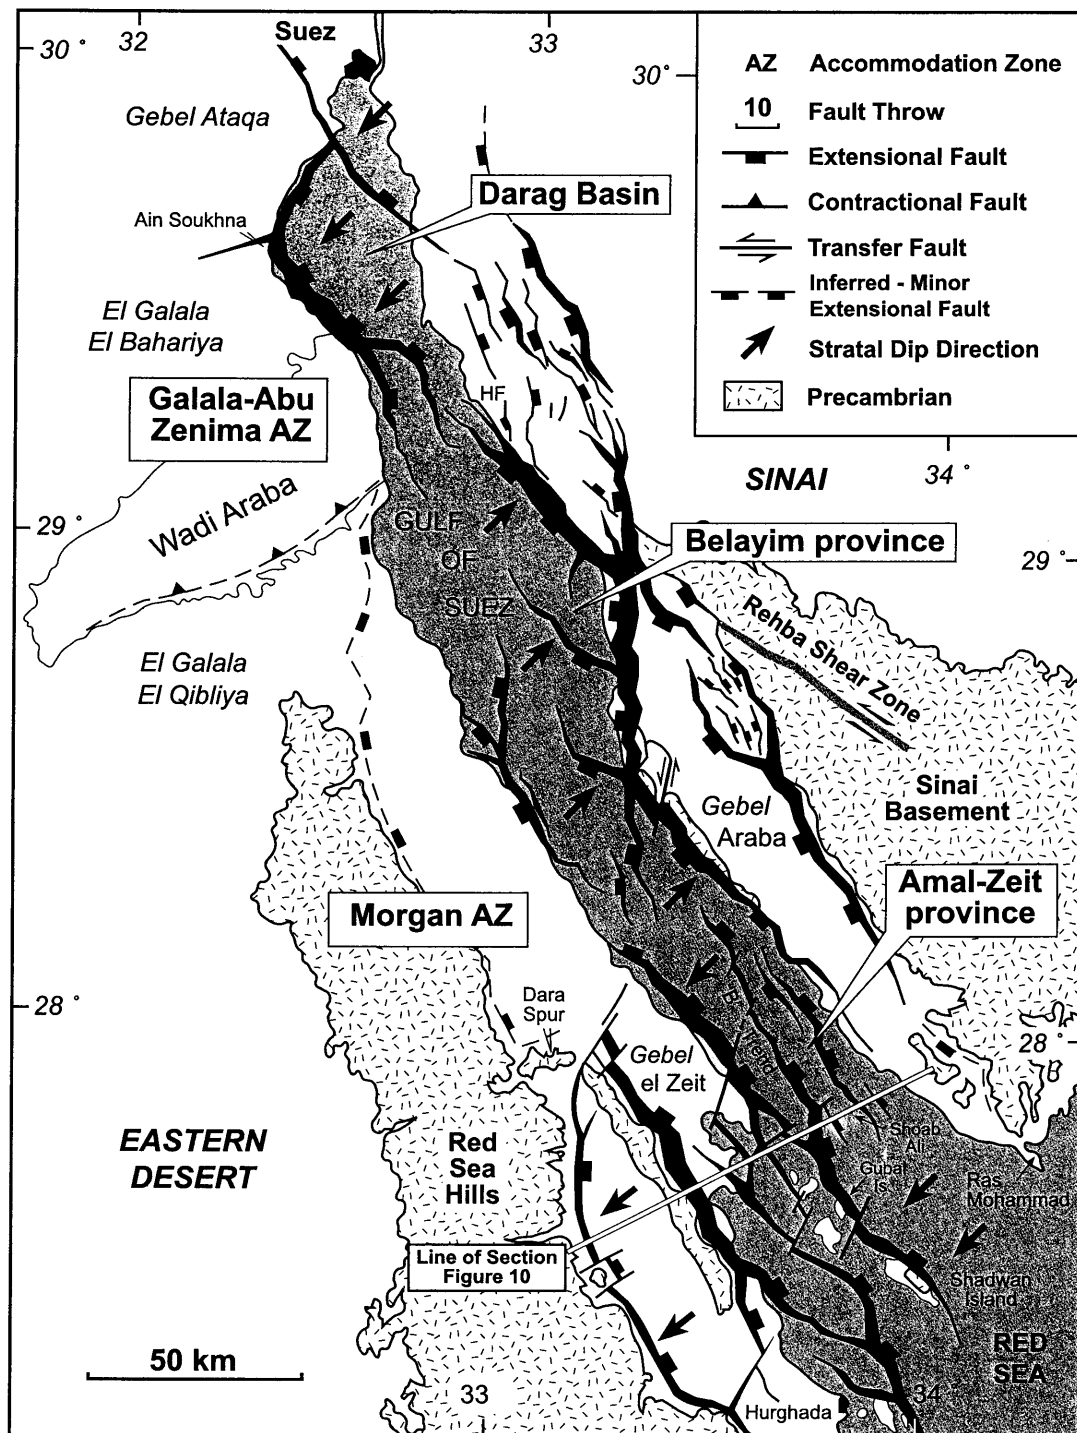 32
Suez
33
30°
30°
AZ Accommodation Zone
10 Fault Throw
Extensional Fault
Contractional Fault
Transfer Fault
Inferred - Minor
Extensional Fault
Stratal Dip Direction
Precambrian
Gebel Ataqa
Darag Basin
Ain Soukhna
El Galala
El Bahariya
HF
Galala-Abu
Zenima AZ
SINAI
34°
Wadi Araba
GULF
OF
SUEZ
29°
29°
Belayim province
Rehba Shear Zone
El Galala
El Qibliya
Sinai
Basement
Gebel
Araba
Amal-Zeit
province
Morgan AZ
Dara
Spur
28°
28°
B Trend
Gebel
el Zeit
EASTERN
DESERT
Red
Sea
Hills
Shoab
Ali
Gubal
Is.
Ras
Mohammad
Line of Section
Figure 10
Shadwan
Island
RED
SEA
50 km
33
34
Hurghada